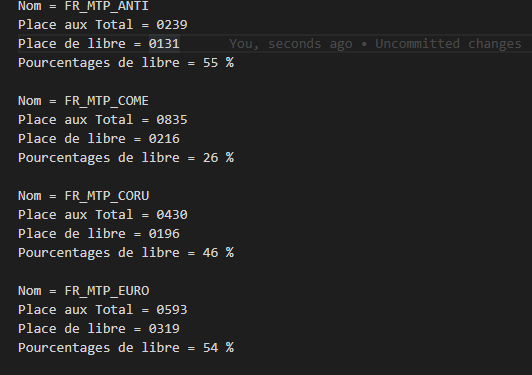 Nom = FR_MTP_ANTI
Place aux Total = 0239
Place de libre = 0131 You, seconds ago • Uncommitted changes
Pourcentages de libre = 55 %
Nom = FR_MTP_COME
Place aux Total = 0835
Place de libre = 0216
Pourcentages de libre = 26 %
Nom = FR_MTP_CORU
Place aux Total = 0430
Place de libre = 0196
Pourcentages de libre = 46 %
Nom = FR_MTP_EURO
Place aux Total = 0593
Place de libre = 0319
Pourcentages de libre = 54 %